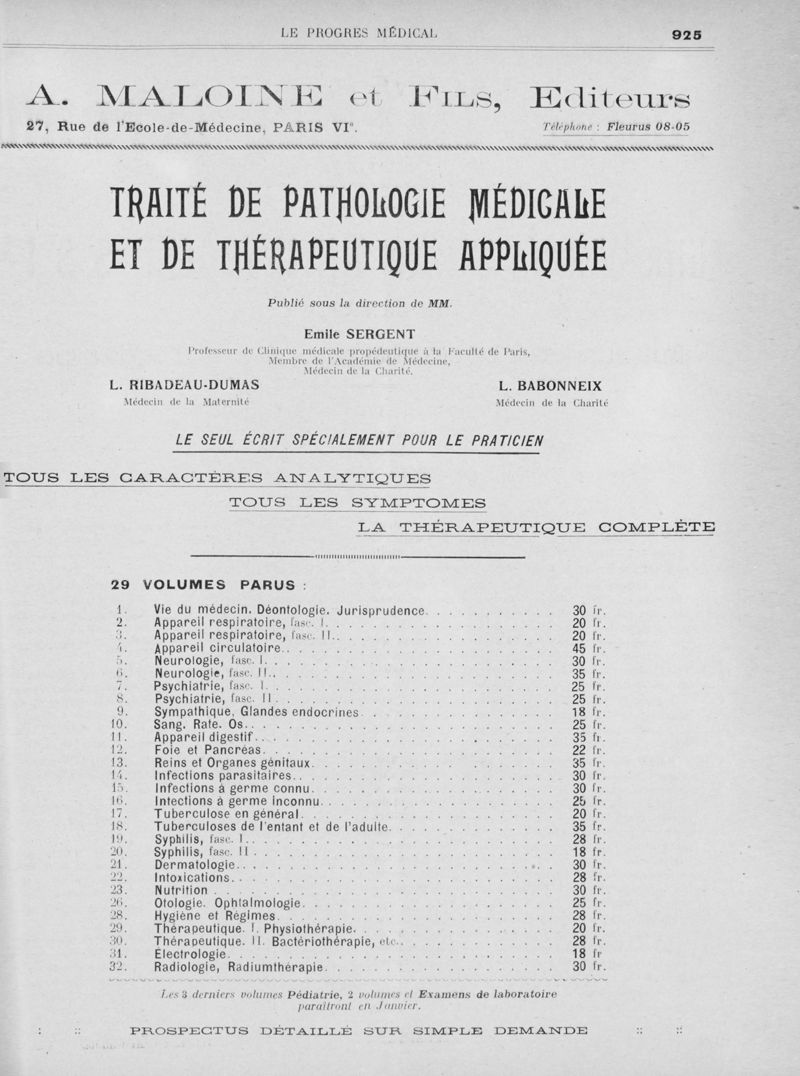 LE PROGRES MÉDICAL
925
A. MALOINE et FILS, Editeurs
27, Rue de l'Ecole-de-Médecine, PARIS VIe.
Téléphone : Fleurus 08-05
TRAITÉ DE PATHOLOGIE MÉDICALE
ET DE THÉRAPEUTIQUE APPLIQUÉE
Publié sous la direction de MM.
Emile SERGENT
Professeur de Clinique médicale propédeutique à la Faculté de Paris,
Membre de l'Académie de Médecine,
Médecin de la Charité.
L. RIBADEAU-DUMAS
Médecin de la Maternité
L. BABONNEIX
Médecin de la Charité
LE SEUL ÉCRIT SPÉCIALEMENT POUR LE PRATICIEN
TOUS LES CARACTÈRES ANALYTIQUES
TOUS LES SYMPTOMES
LA THÉRAPEUTIQUE COMPLÈTE
29 VOLUMES PARUS :
1. Vie du médecin. Déontologie. Jurisprudence. . . . . . . . . . . 30 fr.
2. Appareil respiratoire, fasc. I. . . . . . . . . . . 20 fr.
3. Appareil respiratoire, fasc. II. . . . . . . . . . . 20 fr.
4. Appareil circulatoire. . . . . . . . . . . 45 fr.
5. Neurologie, fasc. I. . . . . . . . . . . 30 fr.
6. Neurologie, fasc. II. . . . . . . . . . . 35 fr.
7. Psychiatrie, fasc. I. . . . . . . . . . . 25 fr.
8. Psychiatrie, fasc. II . . . . . . . . . . 25 fr.
9. Sympathique, Glandes endocrines . . . . . . . . . . 18 fr.
10. Sang. Rate. Os. . . . . . . . . . . 25 fr.
11. Appareil digestif. . . . . . . . . . . 35 fr.
12. Foie et Pancréas. . . . . . . . . . . 22 fr.
13. Reins et Organes génitaux. . . . . . . . . . . 35 fr.
14. Infections parasitaires. . . . . . . . . . . 30 fr.
15. Infections à germe connu. . . . . . . . . . . 30 fr.
16. Intections à germe inconnu. . . . . . . . . . . 25 fr.
17. Tuberculose en général . . . . . . . . . . 20 fr.
18. Tuberculoses de l'entant et de l'adulte. . . . . . . . . . . 35 fr.
19. Syphilis, fasc. I. . . . . . . . . . . 28 fr.
20. Syphilis, fasc. II . . . . . . . . . . 18 fr.
21. Dermatologie. . . . . . . . . . . 30 fr.
22. Intoxications. . . . . . . . . . . 28 fr.
23. Nutrition . . . . . . . . . . 30 fr.
26. Otologie. Ophtalmologie. . . . . . . . . . . 25 fr.
28. Hygiène et Régimes. . . . . . . . . . . 28 fr.
29. Thérapeutique. I. Physiothérapie. . . . . . . . . . . 20 fr.
30. Thérapeutique. II. Bactériothérapie, etc. . . . . . . . . . . 28 fr.
31. Électrologie. . . . . . . . . . . 18 fr
32. Radiologie, Radiumthérapie. . . . . . . . . . . 30 fr.
Les 3 derniers volumes Pédiatrie, 2 volumes et Examens de laboratoire
paraîtront en Janvier.
: :: PROSPECTUS DÉTAILLÉ SUR SIMPLE DEMANDE :: ::